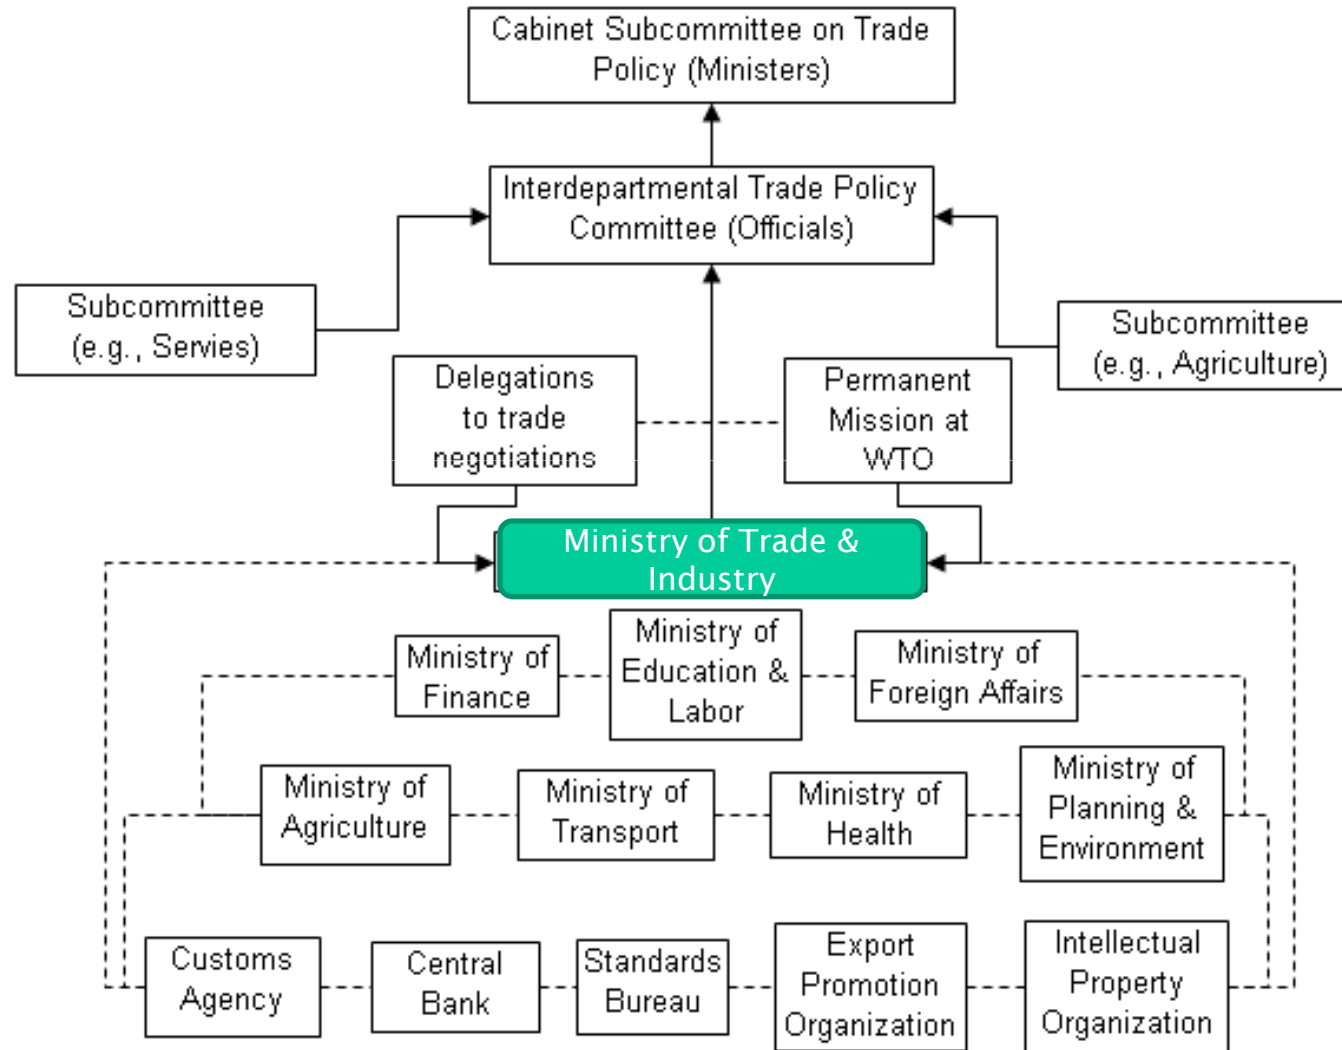 Cabinet Subcommittee on Trade
Policy (Ministers)
Interdepartmental Trade Policy
Committee (Officials)
Subcommittee
(e.g., Servies)
Subcommittee
(e.g., Agriculture)
Delegations
to trade
negotiations
Permanent
Mission at
WTO
Ministry of Trade &
Industry
Ministry of
Finance
Ministry of
Education &
Labor
Ministry of
Foreign Affairs
Ministry of
Agriculture
Ministry of
Transport
Ministry of
Health
Ministry of
Planning &
Environment
Customs
Agency
Central
Bank
Standards
Bureau
Export
Promotion
Organization
Intellectual
Property
Organization